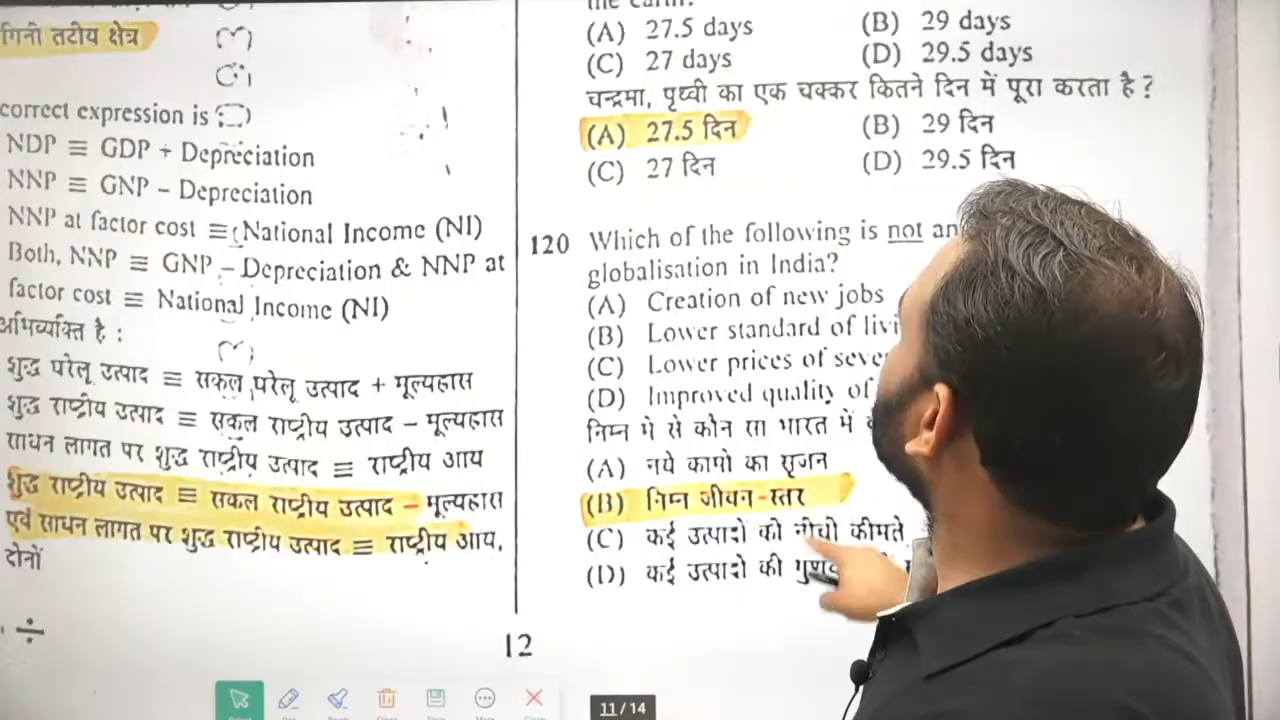 गिनी तटीय क्षेत्र
correct expression is :
NDP ≡ GDP + Depreciation
NNP ≡ GNP – Depreciation
NNP at factor cost ≡ National Income (NI)
Both, NNP ≡ GNP – Depreciation & NNP at
factor cost ≡ National Income (NI)
अभिव्यक्ति है :
शुद्ध घरेलू उत्पाद ≡ सकल घरेलू उत्पाद + मूल्यहास
शुद्ध राष्ट्रीय उत्पाद ≡ सकल राष्ट्रीय उत्पाद – मूल्यहास
साधन लागत पर शुद्ध राष्ट्रीय उत्पाद ≡ राष्ट्रीय आय
शुद्ध राष्ट्रीय उत्पाद ≡ सकल राष्ट्रीय उत्पाद – मूल्यहास
एवं साधन लागत पर शुद्ध राष्ट्रीय उत्पाद ≡ राष्ट्रीय आय,
दोनों
÷
the earth?
(A) 27.5 days (B) 29 days
(C) 27 days (D) 29.5 days
चन्द्रमा, पृथ्वी का एक चक्कर कितने दिन में पूरा करता है ?
(A) 27.5 दिन (B) 29 दिन
(C) 27 दिन (D) 29.5 दिन
120 Which of the following is not an
globalisation in India?
(A) Creation of new jobs
(B) Lower standard of
(C) Lower prices of
(D) Improved quality of
निम्न में से कौन सा भारत में
(A) नये कामों का सृजन
(B) निम्न जीवन-स्तर
(C) कई उत्पादों की नीची कीमतें
(D) कई उत्पादों की
12
11 / 14